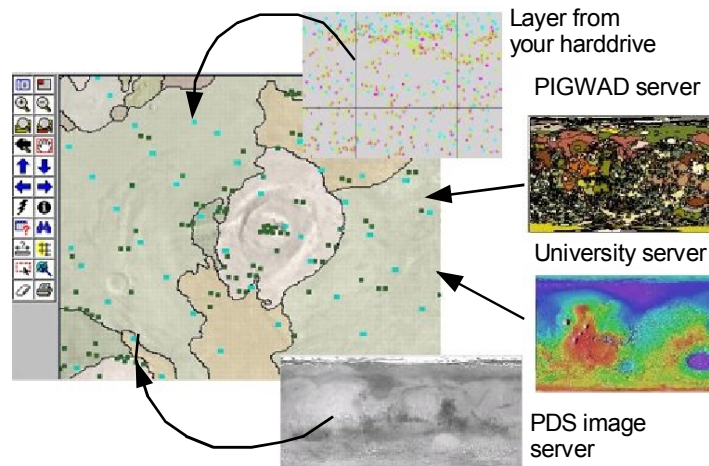 Layer from
your harddrive
PIGWAD server
University server
PDS image
server